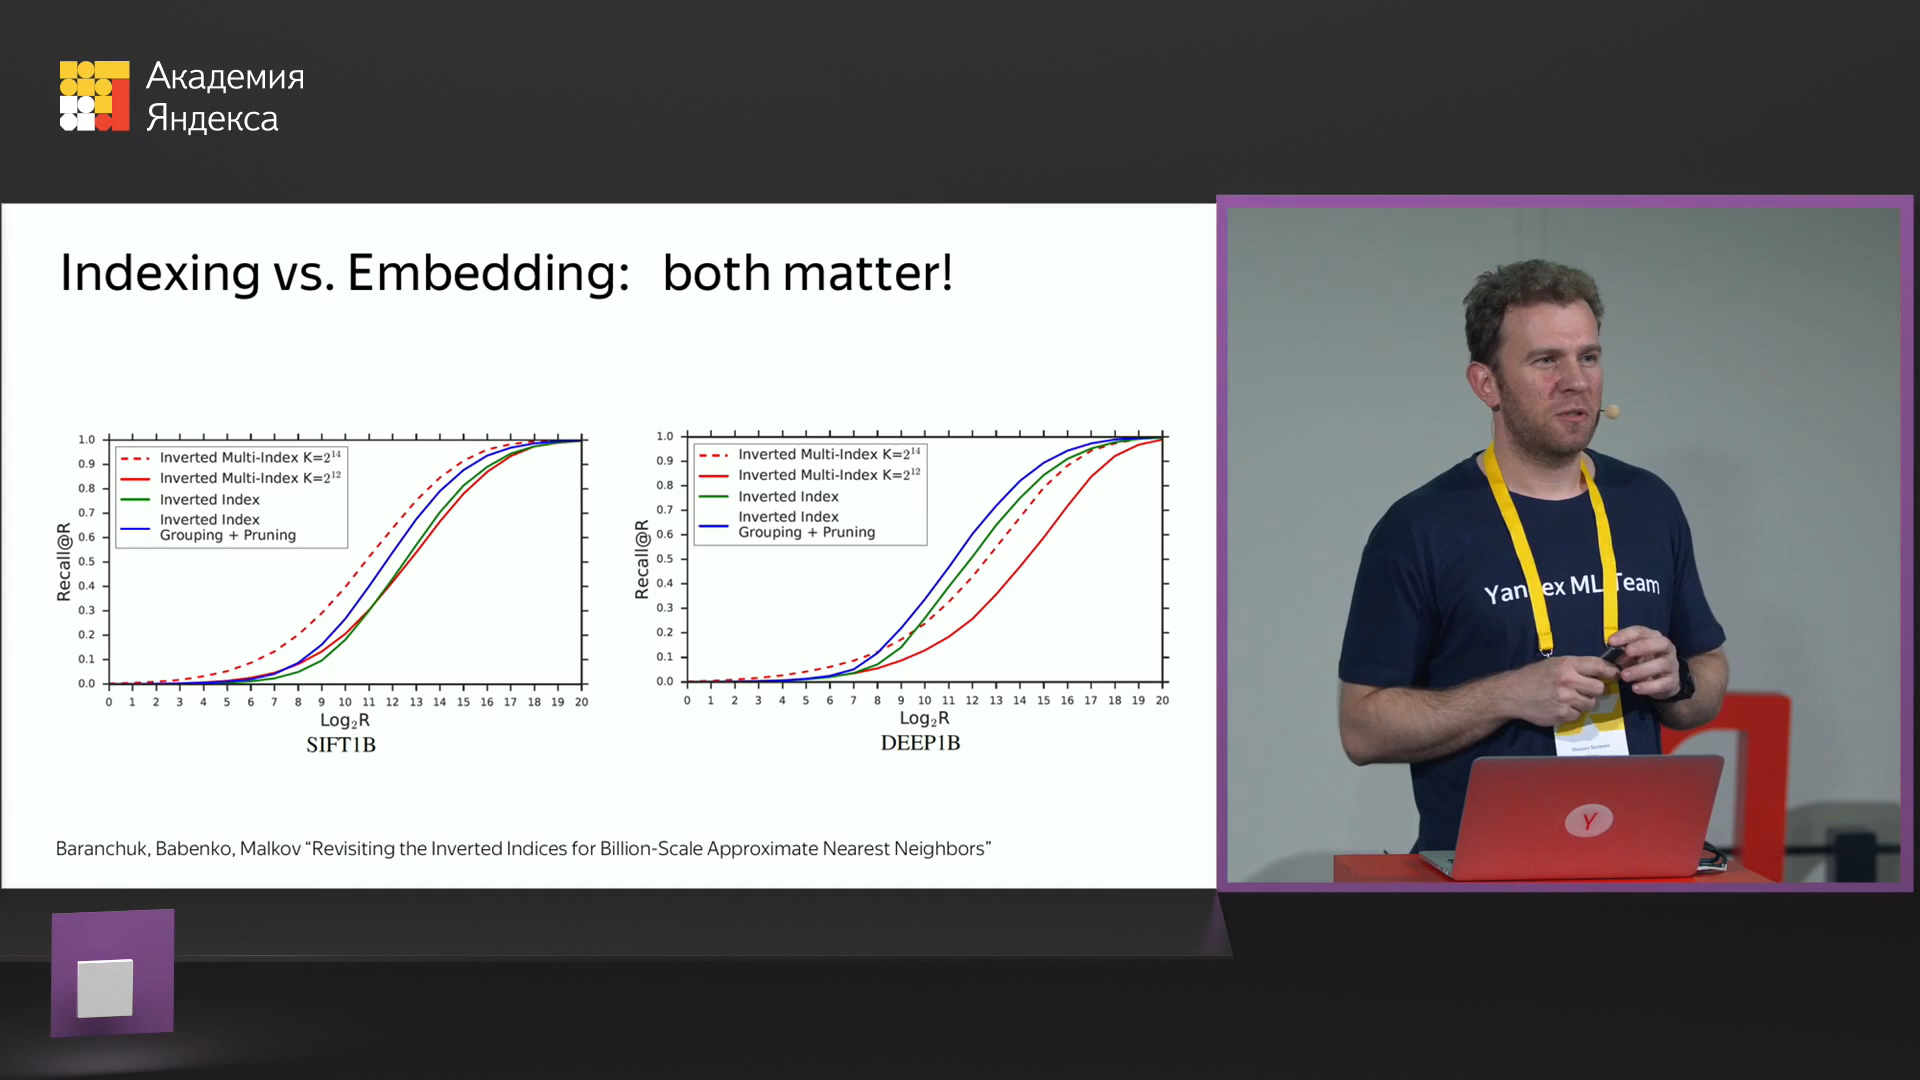 Академия
Яндекса
Indexing vs. Embedding: both matter!
1.0
0.9
0.8
0.7
0.6
0.5
0.4
0.3
0.2
0.1
0.0
Recall@R
Inverted Multi-Index K=2¹⁴
Inverted Multi-Index K=2¹²
Inverted Index
Inverted Index
Grouping + Pruning
0 1 2 3 4 5 6 7 8 9 10 11 12 13 14 15 16 17 18 19 20
Log₂R
SIFT1B
1.0
0.9
0.8
0.7
0.6
0.5
0.4
0.3
0.2
0.1
0.0
Recall@R
Inverted Multi-Index K=2¹⁴
Inverted Multi-Index K=2¹²
Inverted Index
Inverted Index
Grouping + Pruning
0 1 2 3 4 5 6 7 8 9 10 11 12 13 14 15 16 17 18 19 20
Log₂R
DEEP1B
Baranchuk, Babenko, Malkov “Revisiting the Inverted Indices for Billion-Scale Approximate Nearest Neighbors”
Yandex ML Team
Y